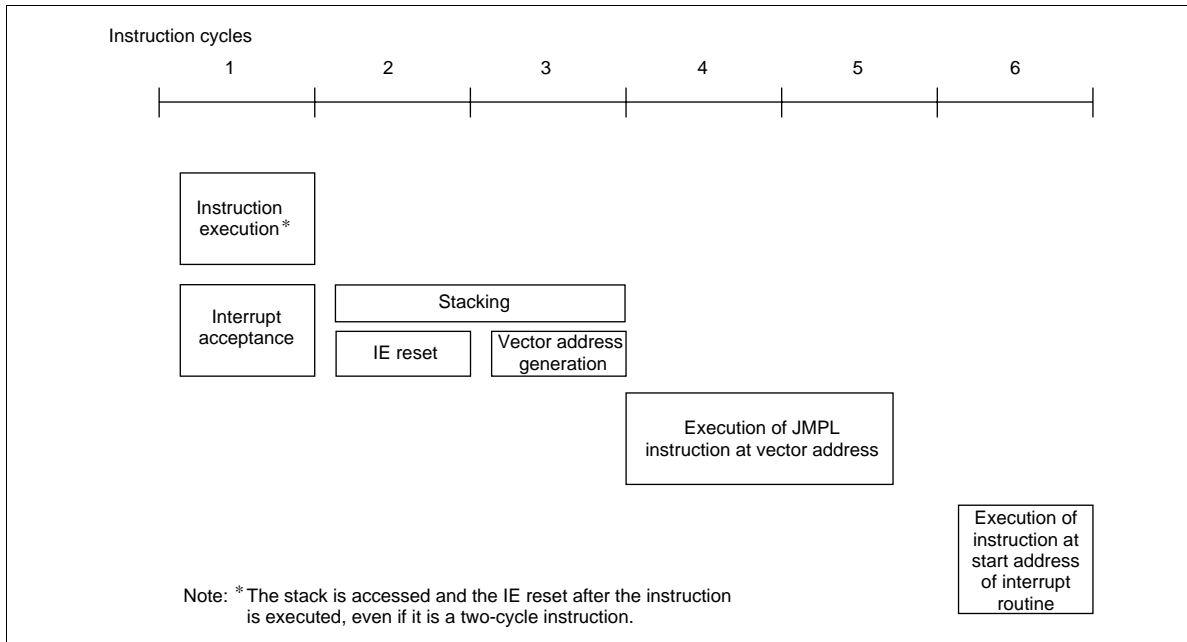 Instruction cycles
1 2 3 4 5 6
Instruction
execution*
Interrupt
acceptance
Stacking
IE reset
Vector address
generation
Execution of JMPL
instruction at vector address
Execution of
instruction at
start address
of interrupt
routine
Note: * The stack is accessed and the IE reset after the instruction
is executed, even if it is a two-cycle instruction.